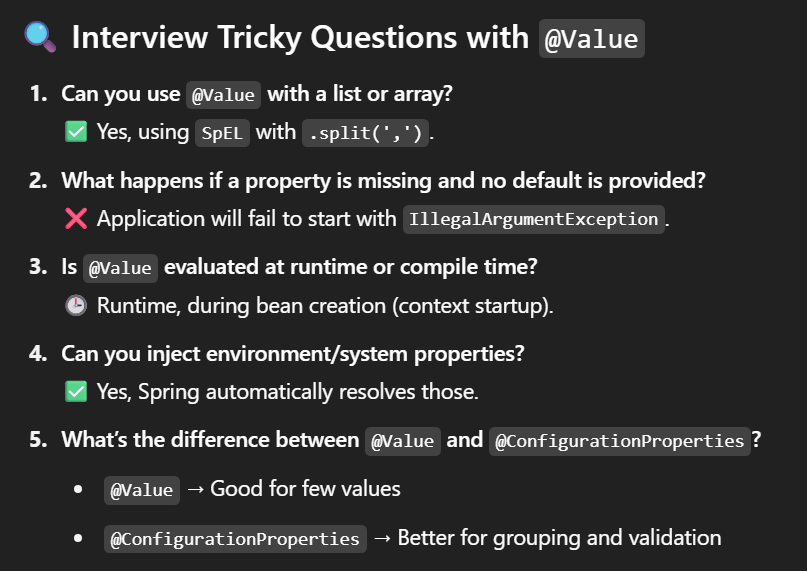 Interview Tricky Questions with @Value
1. Can you use @Value with a list or array?
Yes, using SpEL with .split(',').
2. What happens if a property is missing and no default is provided?
Application will fail to start with IllegalArgumentException.
3. Is @Value evaluated at runtime or compile time?
Runtime, during bean creation (context startup).
4. Can you inject environment/system properties?
Yes, Spring automatically resolves those.
5. What’s the difference between @Value and @ConfigurationProperties?
• @Value → Good for few values
• @ConfigurationProperties → Better for grouping and validation